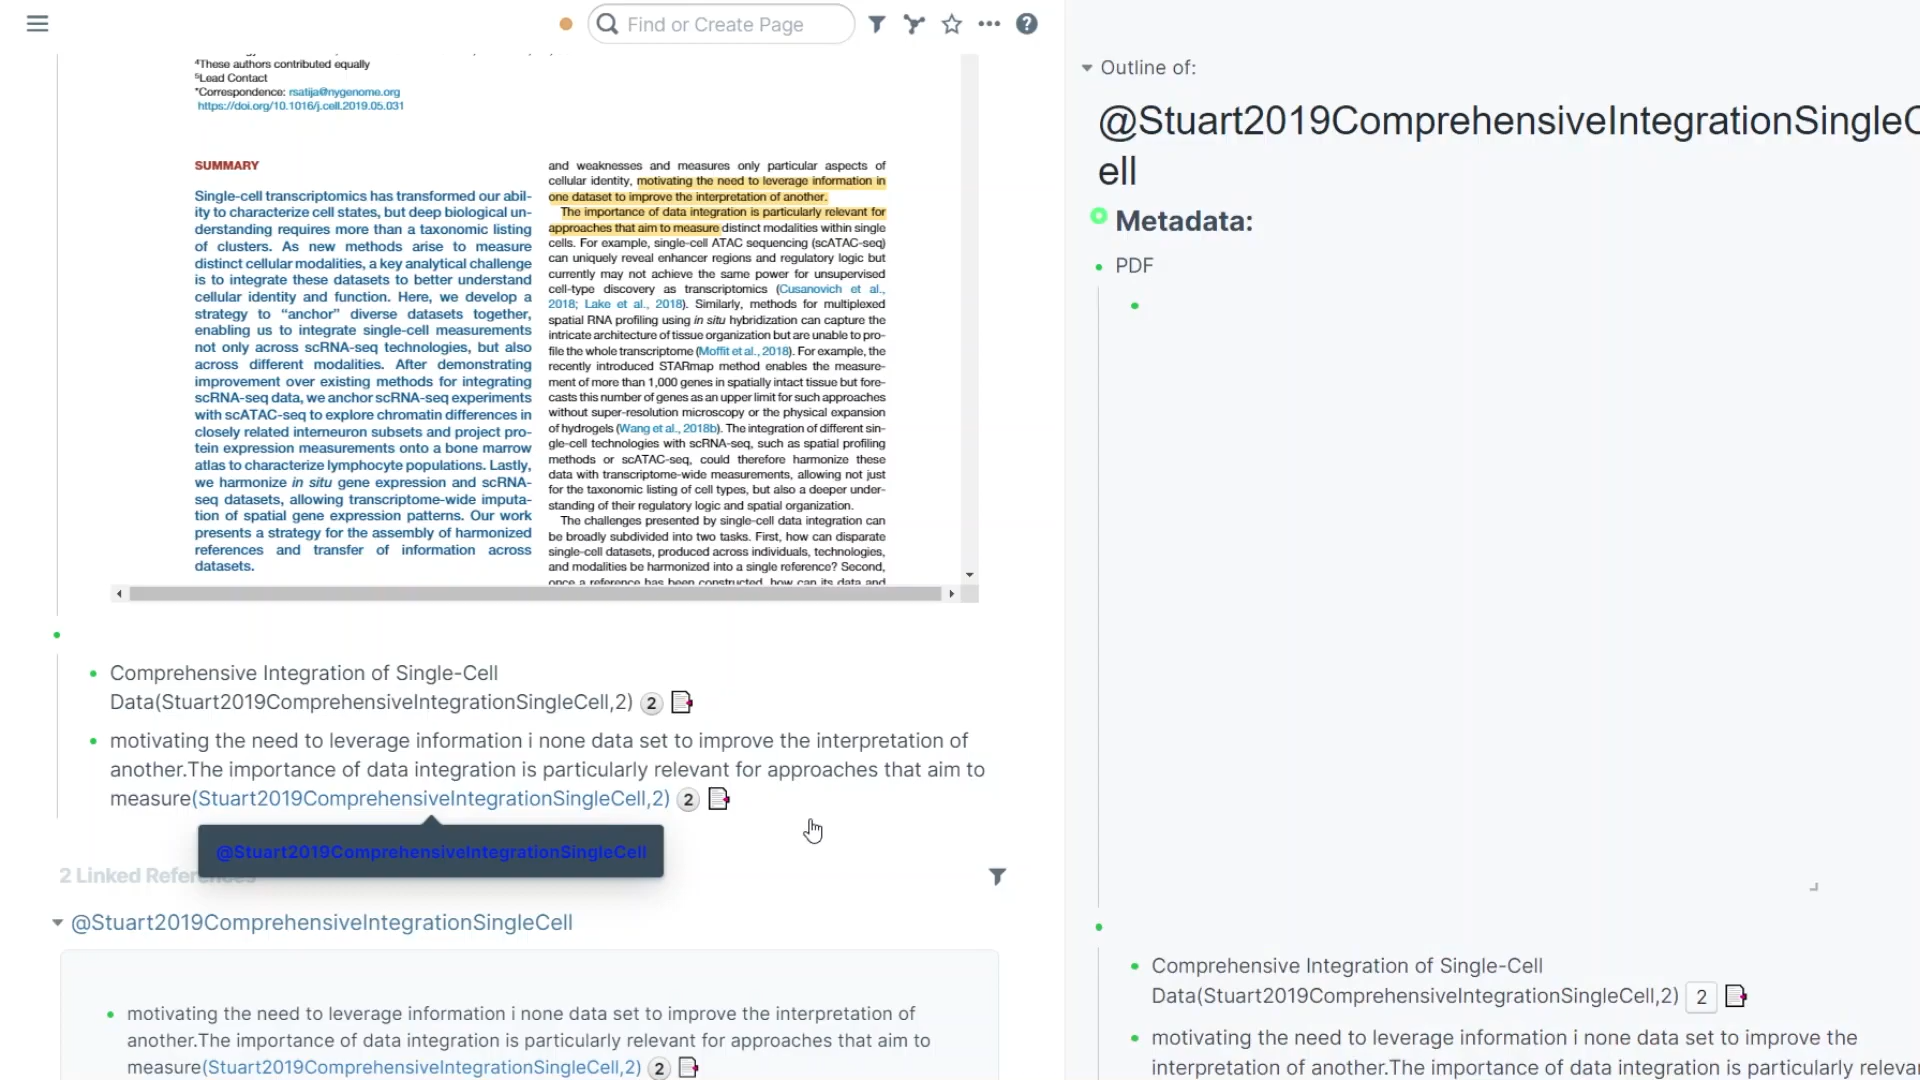 Find or Create Page
⁴These authors contributed equally
⁵Lead Contact
*Correspondence: rsatija@nygenome.org
https://doi.org/10.1016/j.cell.2019.05.031
SUMMARY
Single-cell transcriptomics has transformed our abil-
ity to characterize cell states, but deep biological un-
derstanding requires more than a taxonomic listing
of clusters. As new methods arise to measure
distinct cellular modalities, a key analytical challenge
is to integrate these datasets to better understand
cellular identity and function. Here, we develop a
strategy to “anchor” diverse datasets together,
enabling us to integrate single-cell measurements
not only across scRNA-seq technologies, but also
across different modalities. After demonstrating
improvement over existing methods for integrating
scRNA-seq data, we anchor scRNA-seq experiments
with scATAC-seq to explore chromatin differences in
closely related interneuron subsets and project pro-
tein expression measurements onto a bone marrow
atlas to characterize lymphocyte populations. Lastly,
we harmonize in situ gene expression and scRNA-
seq datasets, allowing transcriptome-wide imputa-
tion of spatial gene expression patterns. Our work
presents a strategy for the assembly of harmonized
references and transfer of information across
datasets.
and weaknesses and measures only particular aspects of
cellular identity, motivating the need to leverage information in
one dataset to improve the interpretation of another.
The importance of data integration is particularly relevant for
approaches that aim to measure distinct modalities within single
cells. For example, single-cell ATAC sequencing (scATAC-seq)
can uniquely reveal enhancer regions and regulatory logic but
currently may not achieve the same power for unsupervised
cell-type discovery as transcriptomics (Cusanovich et al.,
2018; Lake et al., 2018). Similarly, methods for multiplexed
spatial RNA profiling using in situ hybridization can capture the
intricate architecture of tissue organization but are unable to pro-
file the whole transcriptome (Moffit et al., 2018). For example, the
recently introduced STARmap method enables the measure-
ment of more than 1,000 genes in spatially intact tissue but fore-
casts this number of genes as an upper limit for such approaches
without super-resolution microscopy or the physical expansion
of hydrogels (Wang et al., 2018b). The integration of different sin-
gle-cell technologies with scRNA-seq, such as spatial profiling
methods or scATAC-seq, could therefore harmonize these
data with transcriptome-wide measurements, allowing not just
for the taxonomic listing of cell types, but also a deeper under-
standing of their regulatory logic and spatial organization.
The challenges presented by single-cell data integration can
be broadly subdivided into two tasks. First, how can disparate
single-cell datasets, produced across individuals, technologies,
and modalities be harmonized into a single reference? Second,
once a reference has been constructed, how can its data and
Comprehensive Integration of Single-Cell
Data(Stuart2019ComprehensiveIntegrationSingleCell,2) 2
motivating the need to leverage information i none data set to improve the interpretation of
another.The importance of data integration is particularly relevant for approaches that aim to
measure(Stuart2019ComprehensiveIntegrationSingleCell,2) 2
@Stuart2019ComprehensiveIntegrationSingleCell
2 Linked References
@Stuart2019ComprehensiveIntegrationSingleCell
motivating the need to leverage information i none data set to improve the interpretation of
another.The importance of data integration is particularly relevant for approaches that aim to
measure(Stuart2019ComprehensiveIntegrationSingleCell,2) 2
Outline of:
@Stuart2019ComprehensiveIntegrationSingleC
ell
Metadata:
PDF
Comprehensive Integration of Single-Cell
Data(Stuart2019ComprehensiveIntegrationSingleCell,2) 2
motivating the need to leverage information i none data set to improve the
interpretation of another.The importance of data integration is particularly releva